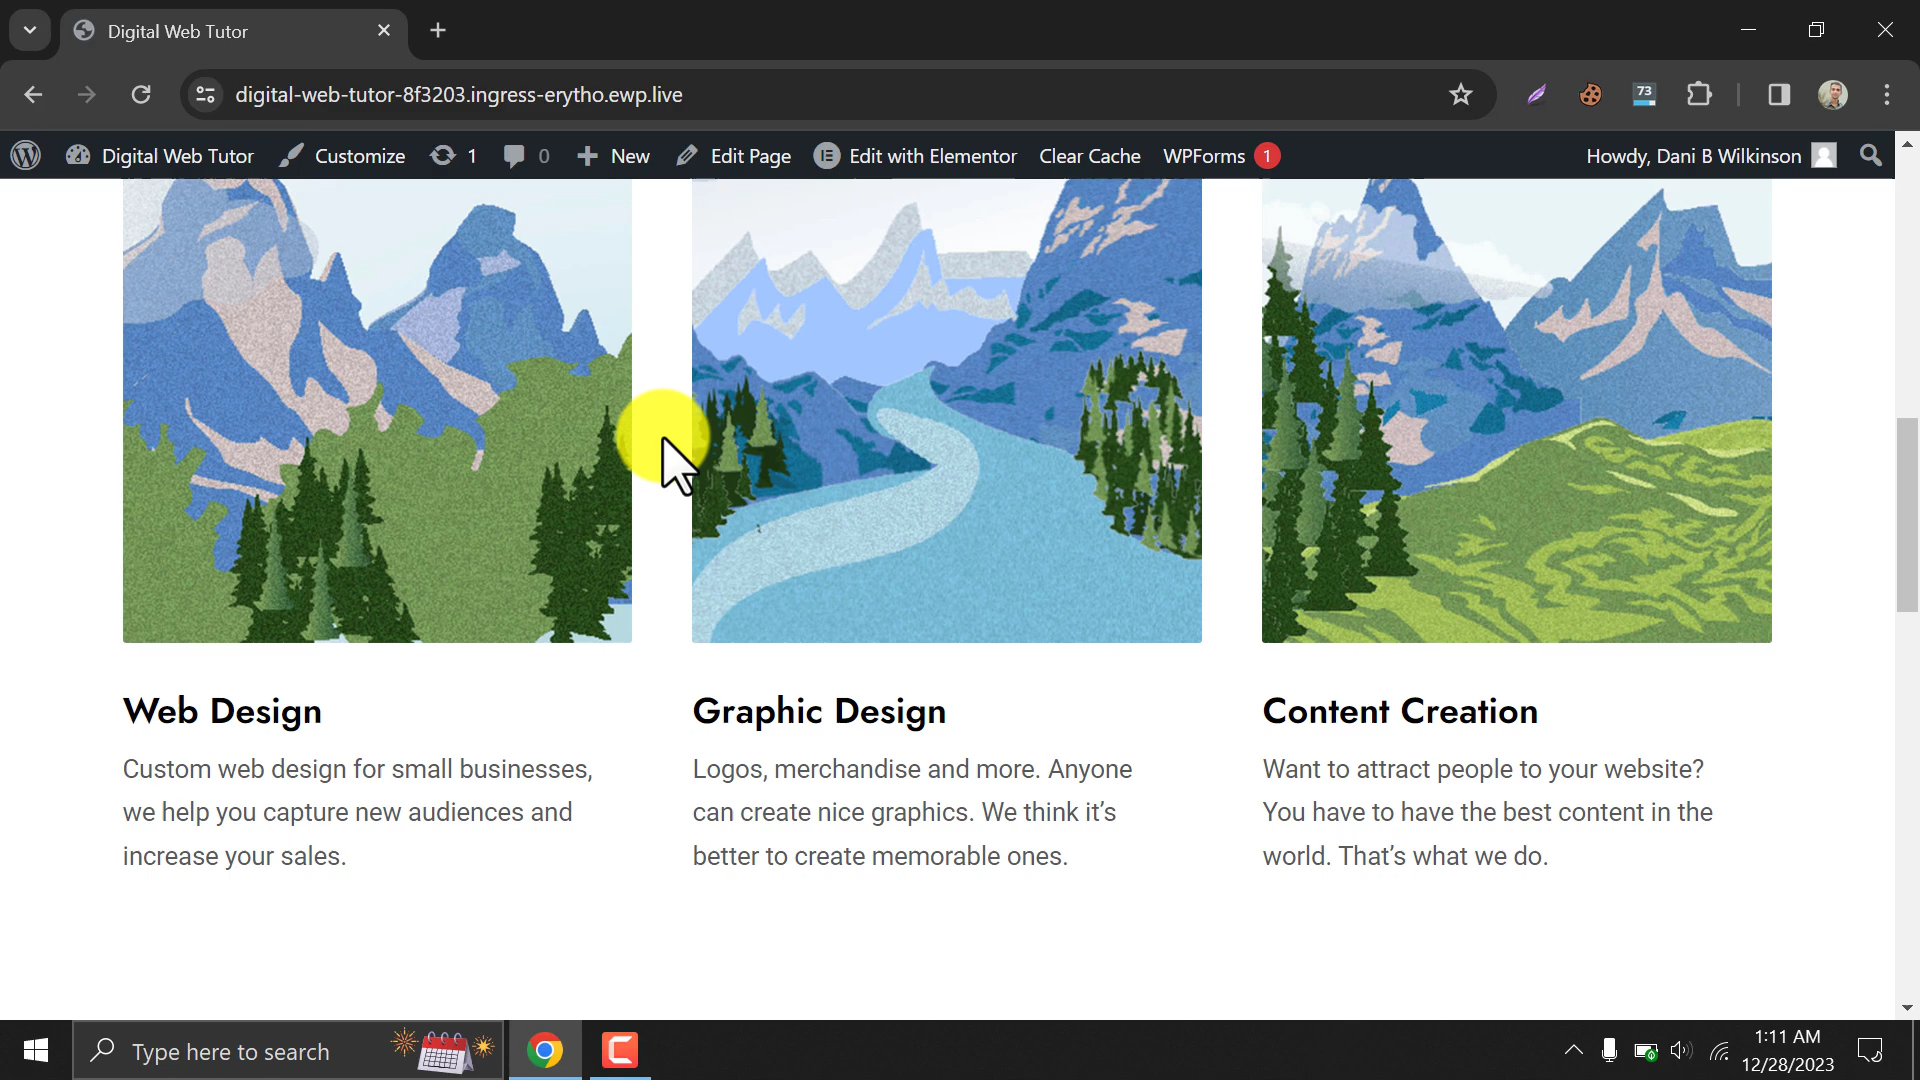 Digital Web Tutor
digital-web-tutor-8f3203.ingress-erytho.ewp.live
73
Digital Web Tutor Customize 1 0 New Edit Page Edit with Elementor Clear Cache WPForms 1 Howdy, Dani B Wilkinson
Web Design
Custom web design for small businesses,
we help you capture new audiences and
increase your sales.
Graphic Design
Logos, merchandise and more. Anyone
can create nice graphics. We think it’s
better to create memorable ones.
Content Creation
Want to attract people to your website?
You have to have the best content in the
world. That’s what we do.
Type here to search
1:11 AM
12/28/2023